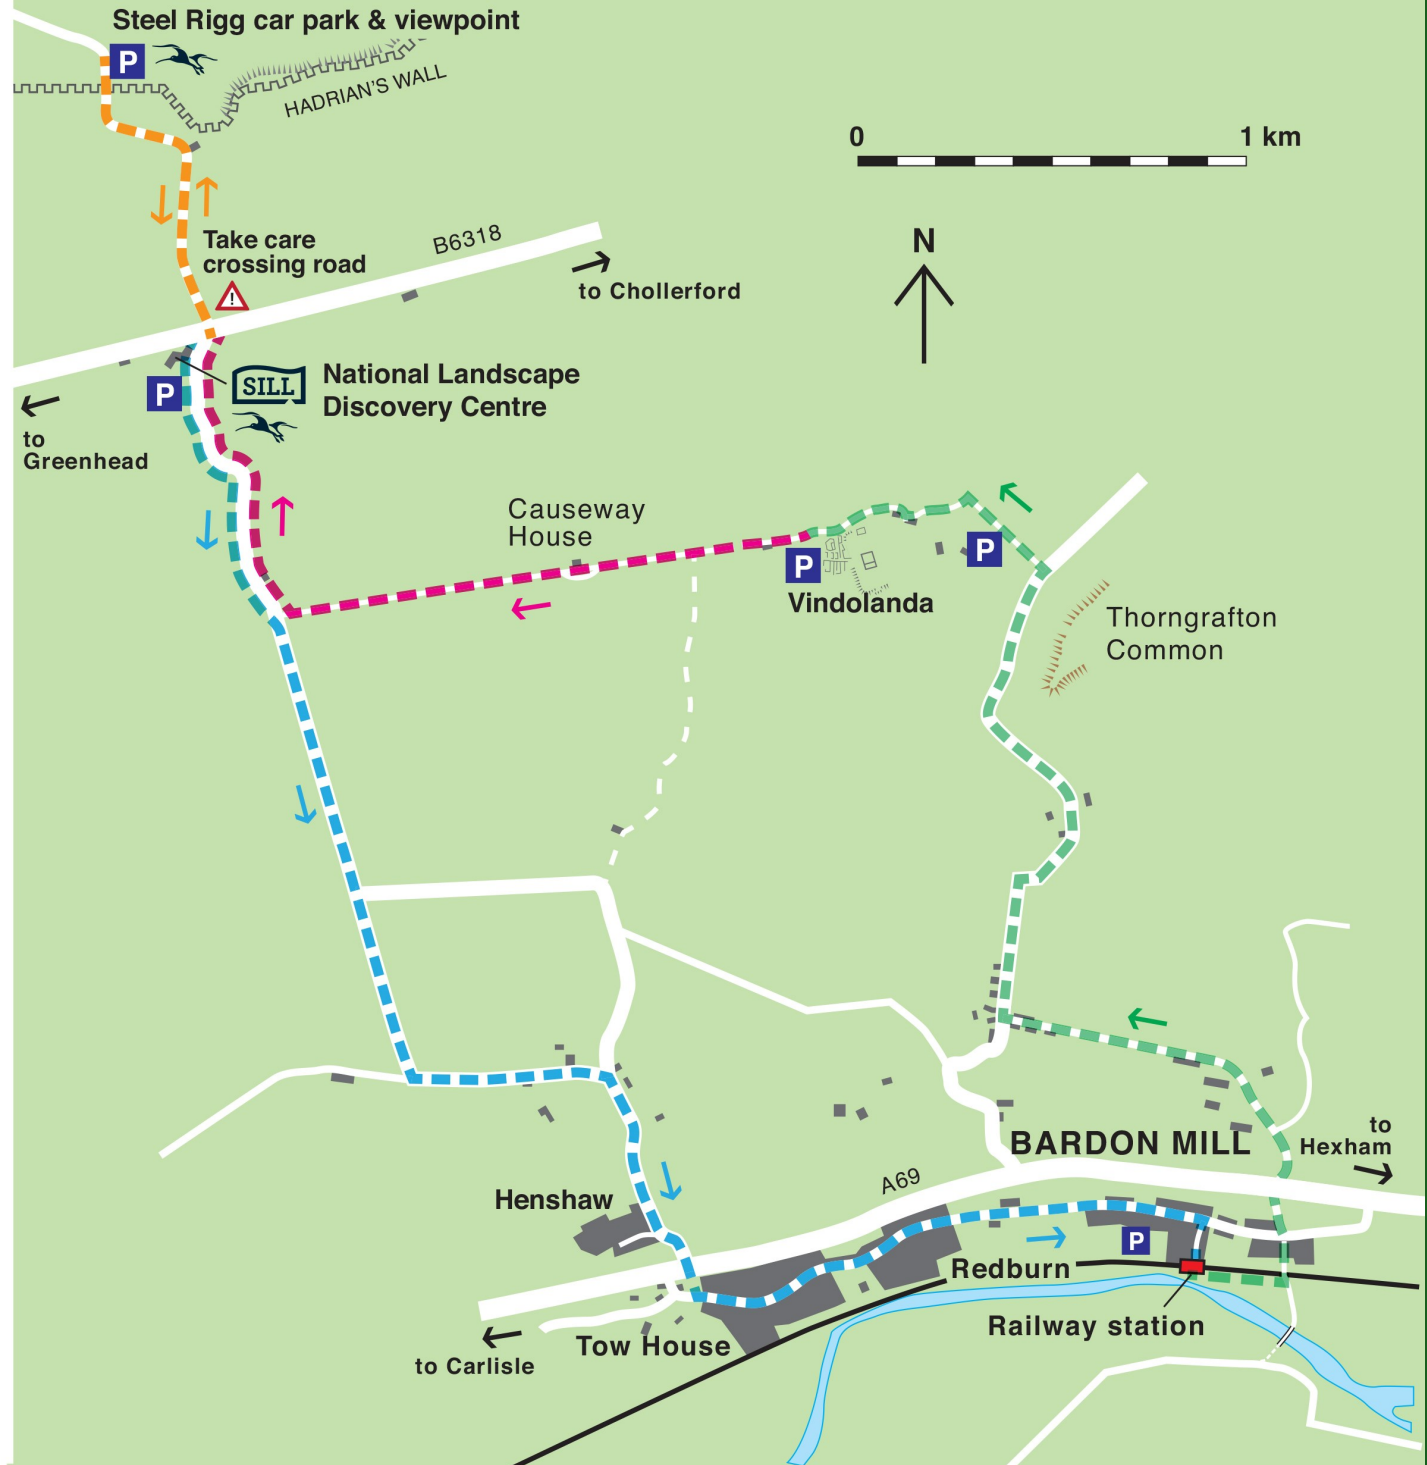 Steel Rigg car park & viewpoint
P
HADRIAN'S WALL
0
1 km
N
B6318
Take care
crossing road
!
to Chollerford
P
SILL
National Landscape
Discovery Centre
to
Greenhead
Causeway
House
P
P
Vindolanda
Thorngrafton
Common
to
Hexham
BARDON MILL
A69
Henshaw
P
Redburn
Railway station
Tow House
to Carlisle